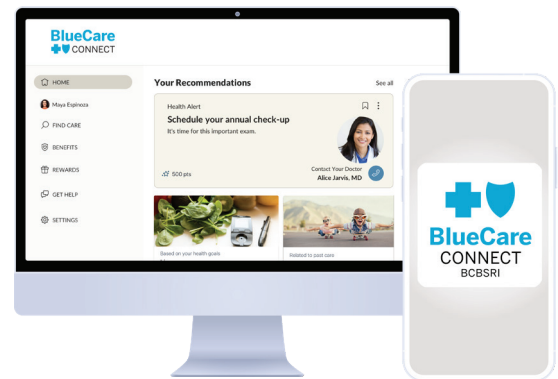 BlueCare
CONNECT
HOME
Maya Espinoza
FIND CARE
BENEFITS
REWARDS
GET HELP
SETTINGS
Your Recommendations
See all
Health Alert
Schedule your annual check-up
It's time for this important exam.
500 pts
Contact Your Doctor
Alice Jarvis, MD
Based on your health goals
Related to past care
BlueCare
CONNECT
BCBSRI